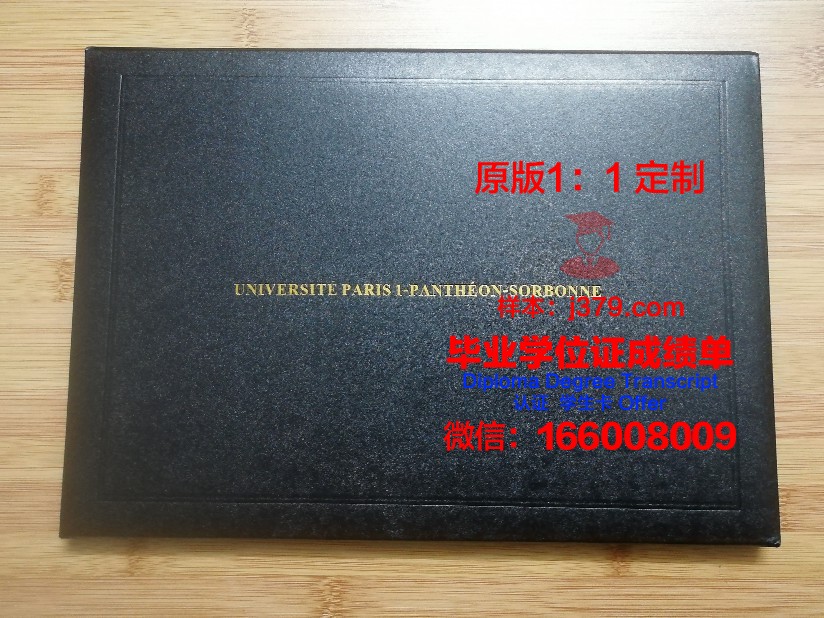 原版1：1 定制
UNIVERSITE PARIS 1-PANTHÉON-SORBONNE
样本：j379.com
毕业学位证成绩单
Diploma Degree Transcript
认证 学生卡 Offer
微信：166008009